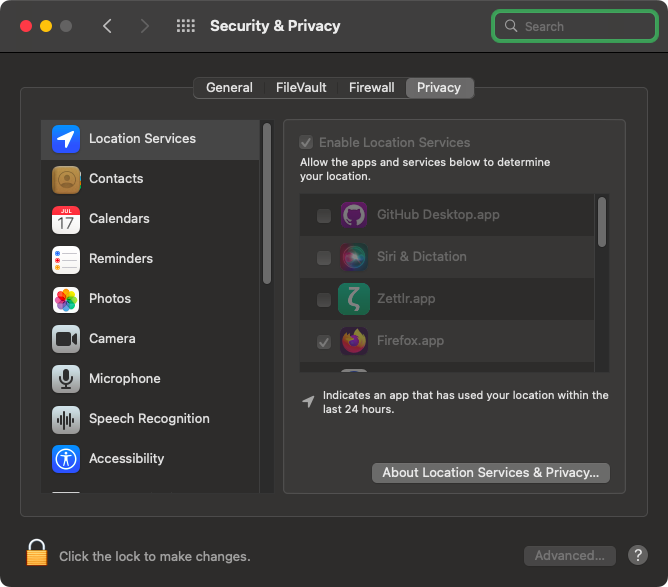 Security & Privacy
Search
General
FileVault
Firewall
Privacy
Location Services
Contacts
JUL
17
Calendars
Reminders
Photos
Camera
Microphone
Speech Recognition
Accessibility
Enable Location Services
Allow the apps and services below to determine
your location.
GitHub Desktop.app
Siri & Dictation
Zettlr.app
Firefox.app
Indicates an app that has used your location within the
last 24 hours.
About Location Services & Privacy...
Click the lock to make changes.
Advanced...
?